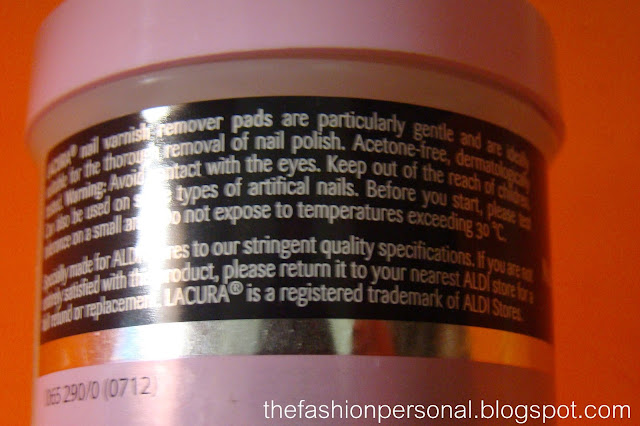 LACURA® nail varnish remover pads are particularly gentle and are ideally
suitable for the thorough removal of nail polish. Acetone-free, dermatologically
tested. Warning: Avoid contact with the eyes. Keep out of the reach of children.
Can also be used on some types of artifical nails. Before you start, please test
on a small area. Do not expose to temperatures exceeding 30 °C.
Specially made for ALDI Stores to our stringent quality specifications. If you are not
entirely satisfied with this product, please return it to your nearest ALDI store for a
full refund or replacement. LACURA® is a registered trademark of ALDI Stores.
065 290/0 (0712)
thefashionpersonal.blogspot.com